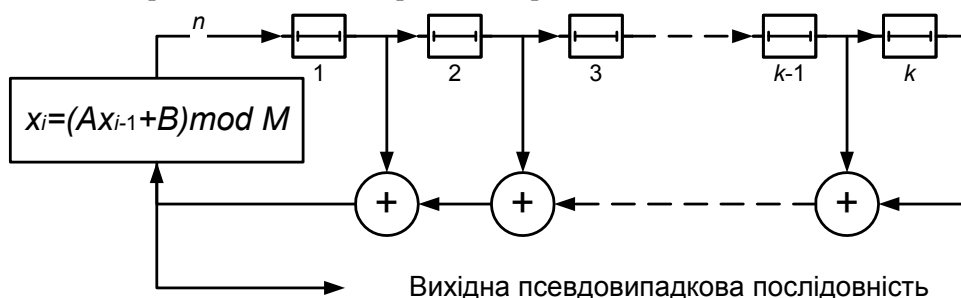 n
1 2 3 k-1 k
xi=(Axi-1+B)mod M
+ + +
Вихідна псевдовипадкова послідовність